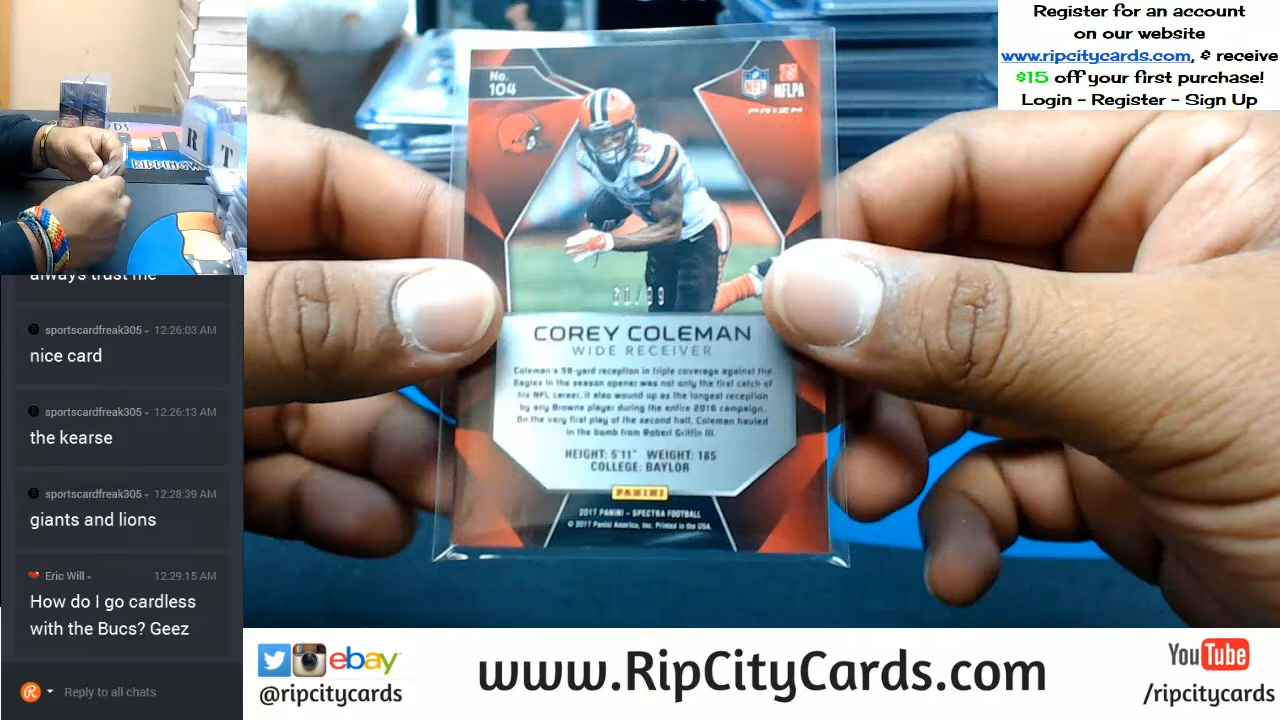 Register for an account
on our website
www.ripcitycards.com, & receive
$15 off your first purchase!
Login - Register - Sign Up
RIPPINGW
R
T
always trust me
sportscardfreak305 12:26:03 AM
nice card
sportscardfreak305 12:26:13 AM
the kearse
sportscardfreak305 12:28:39 AM
giants and lions
Eric Will 12:29:15 AM
How do I go cardless
with the Bucs? Geez
Reply to all chats
No.
104
NFL
NFLPA
PRIZM
COREY COLEMAN
WIDE RECEIVER
Coleman's 58-yard reception in triple coverage against the
Eagles in the season opener was not only the first catch of
his NFL career, it also wound up as the longest reception
by any Browns player during the entire 2016 campaign.
On the very first play of the second half, Coleman hauled
in the bomb from Robert Griffin III.
HEIGHT: 5'11" WEIGHT: 185
COLLEGE: BAYLOR
PANINI
2017 PANINI - SPECTRA FOOTBALL
© 2017 Panini America, Inc. Printed in the USA.
ebay
@ripcitycards
www.RipCityCards.com
YouTube
/ripcitycards